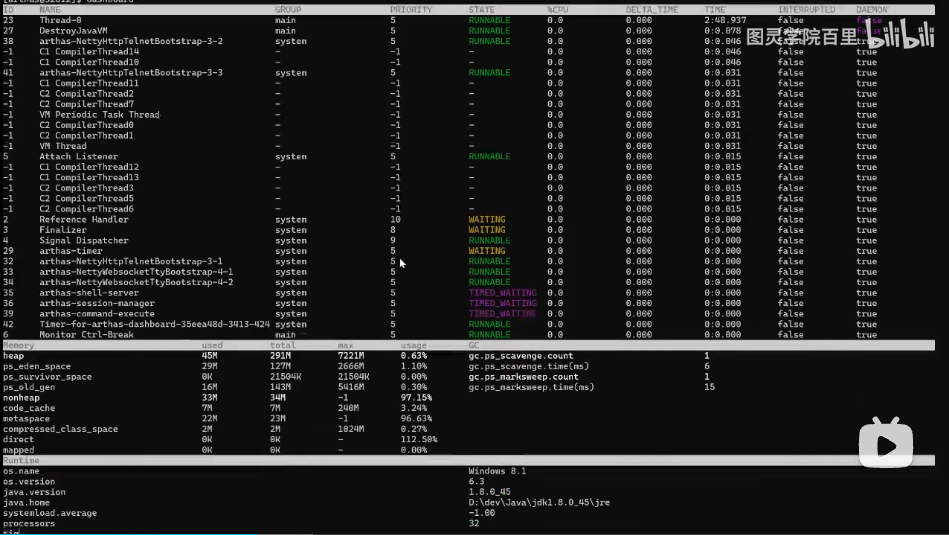 dashboard
ID NAME GROUP PRIORITY STATE %CPU DELTA_TIME TIME INTERRUPTED DAEMON
23 Thread-0 main 5 RUNNABLE 0.0 0.000 2:48.937 false false
27 DestroyJavaVM main 5 RUNNABLE 0.0 0.000 0:0.078 false
38 arthas-NettyHttpTelnetBootstrap-3-2 system 5 RUNNABLE 0.0 0.000 0:0.046 false true
-1 C1 CompilerThread14 - -1 - 0.0 0.000 0:0.046 false true
-1 C1 CompilerThread10 - -1 - 0.0 0.000 0:0.046 false true
41 arthas-NettyHttpTelnetBootstrap-3-3 system 5 RUNNABLE 0.0 0.000 0:0.031 false true
-1 C1 CompilerThread11 - -1 - 0.0 0.000 0:0.031 false true
-1 C2 CompilerThread2 - -1 - 0.0 0.000 0:0.031 false true
-1 C2 CompilerThread7 - -1 - 0.0 0.000 0:0.031 false true
-1 VM Periodic Task Thread - -1 - 0.0 0.000 0:0.031 false true
-1 C2 CompilerThread0 - -1 - 0.0 0.000 0:0.031 false true
-1 C2 CompilerThread1 - -1 - 0.0 0.000 0:0.031 false true
-1 VM Thread - -1 - 0.0 0.000 0:0.031 false true
5 Attach Listener system 5 RUNNABLE 0.0 0.000 0:0.015 false true
-1 C1 CompilerThread12 - -1 - 0.0 0.000 0:0.015 false true
-1 C1 CompilerThread13 - -1 - 0.0 0.000 0:0.015 false true
-1 C2 CompilerThread3 - -1 - 0.0 0.000 0:0.015 false true
-1 C2 CompilerThread5 - -1 - 0.0 0.000 0:0.015 false true
-1 C2 CompilerThread6 - -1 - 0.0 0.000 0:0.015 false true
2 Reference Handler system 10 WAITING 0.0 0.000 0:0.000 false true
3 Finalizer system 8 WAITING 0.0 0.000 0:0.000 false true
4 Signal Dispatcher system 9 RUNNABLE 0.0 0.000 0:0.000 false true
29 arthas-timer system 5 WAITING 0.0 0.000 0:0.000 false true
32 arthas-NettyHttpTelnetBootstrap-3-1 system 5 RUNNABLE 0.0 0.000 0:0.000 false true
33 arthas-NettyWebsocketTtyBootstrap-4-1 system 5 RUNNABLE 0.0 0.000 0:0.000 false true
34 arthas-NettyWebsocketTtyBootstrap-4-2 system 5 RUNNABLE 0.0 0.000 0:0.000 false true
35 arthas-shell-server system 5 TIMED_WAITING 0.0 0.000 0:0.000 false true
36 arthas-session-manager system 5 TIMED_WAITING 0.0 0.000 0:0.000 false true
39 arthas-command-execute system 5 TIMED_WAITING 0.0 0.000 0:0.000 false true
42 Timer-for-arthas-dashboard-35eea48d-3413-424 system 5 RUNNABLE 0.0 0.000 0:0.000 false true
6 Monitor Ctrl-Break main 5 RUNNABLE 0.0 0.000 0:0.000 false true
Memory used total max usage GC
heap 45M 291M 7221M 0.63% gc.ps_scavenge.count 1
ps_eden_space 29M 127M 2666M 1.10% gc.ps_scavenge.time(ms) 6
ps_survivor_space 0K 21504K 21504K 0.00% gc.ps_marksweep.count 1
ps_old_gen 16M 143M 5416M 0.30% gc.ps_marksweep.time(ms) 15
nonheap 33M 34M -1 97.15%
code_cache 7M 7M 240M 3.24%
metaspace 22M 23M -1 96.63%
compressed_class_space 2M 2M 1024M 0.27%
direct 0K 0K - 112.50%
mapped 0K 0K - 0.00%
Runtime
os.name Windows 8.1
os.version 6.3
java.version 1.8.0_45
java.home D:\dev\Java\jdk1.8.0_45\jre
systemload.average -1.00
processors 32
图灵学院百里 bilibili